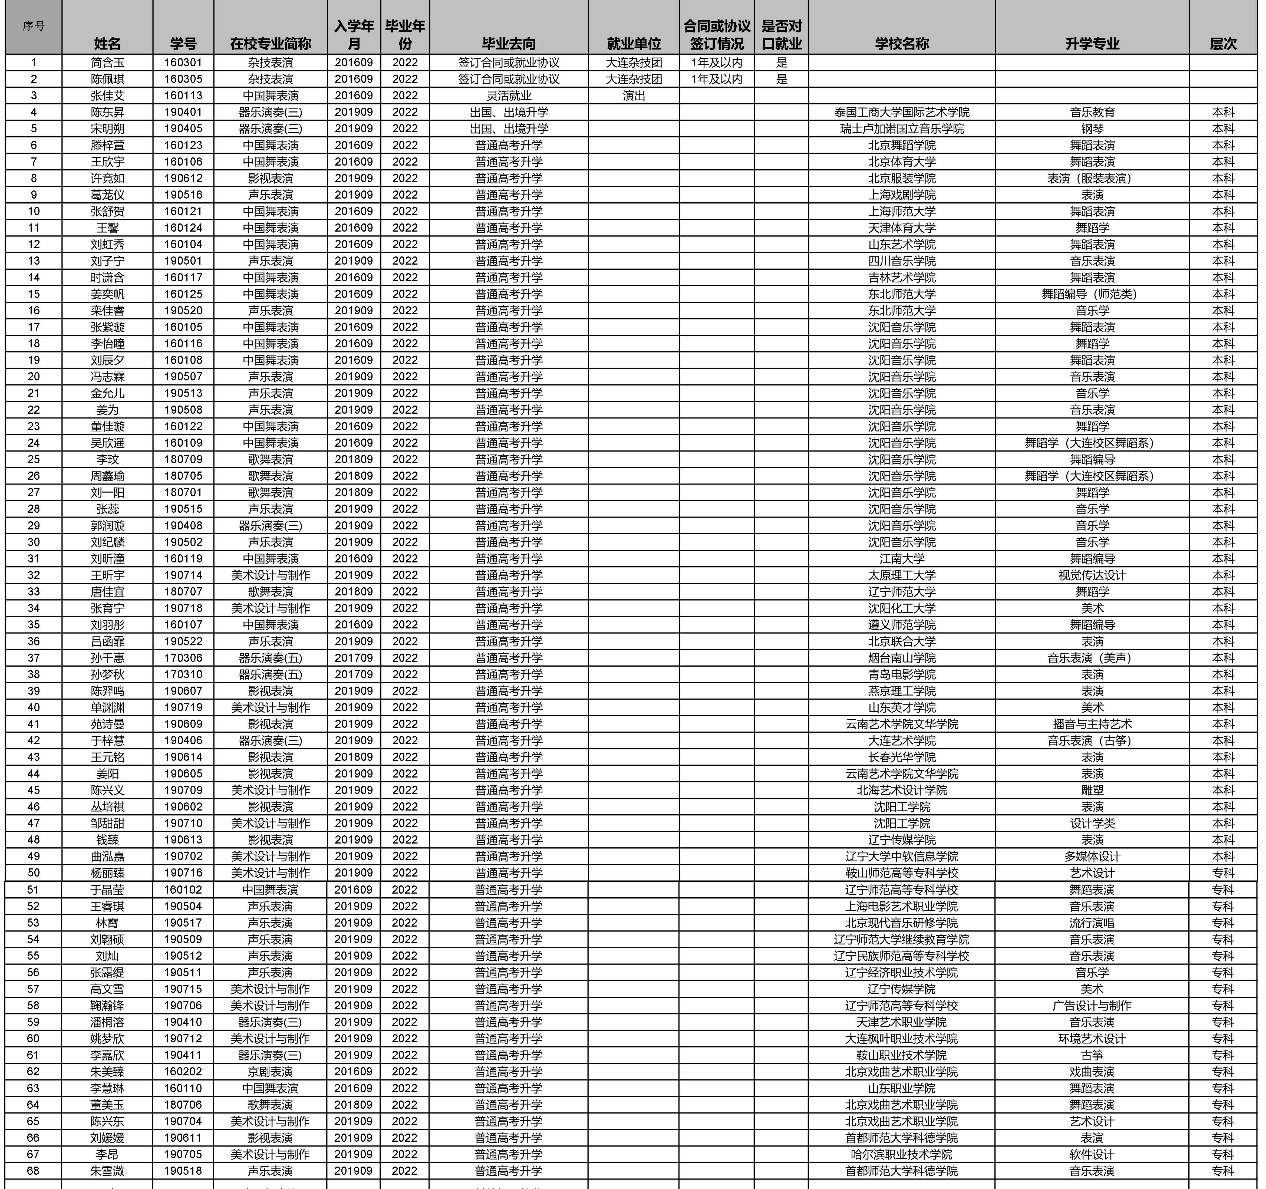 序号 姓名 学号 在校专业简称 入学年月 毕业年份 毕业去向 就业单位 合同或协议签订情况 是否对口就业 学校名称 升学专业 层次
1 简含玉 160301 杂技表演 201609 2022 签订合同或就业协议 大连杂技团 1年及以内 是
2 陈佩琪 160305 杂技表演 201609 2022 签订合同或就业协议 大连杂技团 1年及以内 是
3 张佳艾 160113 中国舞表演 201609 2022 灵活就业 演出
4 陈东昇 190401 器乐演奏(三) 201909 2022 出国、出境升学 泰国工商大学国际艺术学院 音乐教育 本科
5 宋明朔 190405 器乐演奏(三) 201909 2022 出国、出境升学 瑞士卢加诺国立音乐学院 钢琴 本科
6 滕梓萱 160123 中国舞表演 201609 2022 普通高考升学 北京舞蹈学院 舞蹈表演 本科
7 王欣宇 160106 中国舞表演 201609 2022 普通高考升学 北京体育大学 舞蹈表演 本科
8 许竞如 190612 影视表演 201909 2022 普通高考升学 北京服装学院 表演（服装表演） 本科
9 葛茏仪 190516 声乐表演 201909 2022 普通高考升学 上海戏剧学院 表演 本科
10 张舒贺 160121 中国舞表演 201609 2022 普通高考升学 上海师范大学 舞蹈表演 本科
11 王馨 160124 中国舞表演 201609 2022 普通高考升学 天津体育大学 舞蹈学 本科
12 刘虹秀 160104 中国舞表演 201609 2022 普通高考升学 山东艺术学院 舞蹈表演 本科
13 刘子宁 190501 声乐表演 201909 2022 普通高考升学 四川音乐学院 音乐表演 本科
14 时潇含 160117 中国舞表演 201609 2022 普通高考升学 吉林艺术学院 舞蹈表演 本科
15 姜奕帆 160125 中国舞表演 201609 2022 普通高考升学 东北师范大学 舞蹈编导（师范类） 本科
16 栾佳睿 190520 声乐表演 201909 2022 普通高考升学 东北师范大学 音乐学 本科
17 张紫璇 160105 中国舞表演 201609 2022 普通高考升学 沈阳音乐学院 舞蹈表演 本科
18 李怡瞳 160116 中国舞表演 201609 2022 普通高考升学 沈阳音乐学院 舞蹈学 本科
19 刘辰夕 160108 中国舞表演 201609 2022 普通高考升学 沈阳音乐学院 舞蹈表演 本科
20 冯志霖 190507 声乐表演 201909 2022 普通高考升学 沈阳音乐学院 音乐表演 本科
21 金允儿 190513 声乐表演 201909 2022 普通高考升学 沈阳音乐学院 音乐学 本科
22 姜为 190508 声乐表演 201909 2022 普通高考升学 沈阳音乐学院 音乐表演 本科
23 董佳璇 160122 中国舞表演 201609 2022 普通高考升学 沈阳音乐学院 舞蹈学 本科
24 吴欣遥 160109 中国舞表演 201609 2022 普通高考升学 沈阳音乐学院 舞蹈学（大连校区舞蹈系） 本科
25 李玟 180709 歌舞表演 201809 2022 普通高考升学 沈阳音乐学院 舞蹈编导 本科
26 周鑫瑜 180705 歌舞表演 201809 2022 普通高考升学 沈阳音乐学院 舞蹈学（大连校区舞蹈系） 本科
27 刘一阳 180701 歌舞表演 201809 2022 普通高考升学 沈阳音乐学院 舞蹈学 本科
28 张蕊 190515 声乐表演 201909 2022 普通高考升学 沈阳音乐学院 音乐学 本科
29 郭润璇 190408 器乐演奏(三) 201909 2022 普通高考升学 沈阳音乐学院 音乐学 本科
30 刘纪麟 190502 声乐表演 201909 2022 普通高考升学 沈阳音乐学院 音乐学 本科
31 刘昕潼 160119 中国舞表演 201609 2022 普通高考升学 江南大学 舞蹈编导 本科
32 王昕宇 190714 美术设计与制作 201909 2022 普通高考升学 太原理工大学 视觉传达设计 本科
33 唐佳宜 180707 歌舞表演 201809 2022 普通高考升学 辽宁师范大学 舞蹈学 本科
34 张育宁 190718 美术设计与制作 201909 2022 普通高考升学 沈阳化工大学 美术 本科
35 刘羽彤 160107 中国舞表演 201609 2022 普通高考升学 遵义师范学院 舞蹈编导 本科
36 吕函霏 190522 声乐表演 201909 2022 普通高考升学 北京联合大学 表演 本科
37 孙干惠 170306 器乐演奏(五) 201709 2022 普通高考升学 烟台南山学院 音乐表演（美声） 本科
38 孙梦秋 170310 器乐演奏(五) 201709 2022 普通高考升学 青岛电影学院 表演 本科
39 陈羿鸣 190607 影视表演 201909 2022 普通高考升学 燕京理工学院 表演 本科
40 单渊渊 190719 美术设计与制作 201909 2022 普通高考升学 山东英才学院 美术 本科
41 苑诗曼 190609 影视表演 201909 2022 普通高考升学 云南艺术学院文华学院 播音与主持艺术 本科
42 于梓慧 190406 器乐演奏(三) 201909 2022 普通高考升学 大连艺术学院 音乐表演（古筝） 本科
43 王元铭 190614 影视表演 201809 2022 普通高考升学 长春光华学院 表演 本科
44 姜阳 190605 影视表演 201909 2022 普通高考升学 云南艺术学院文华学院 表演 本科
45 陈兴义 190709 美术设计与制作 201909 2022 普通高考升学 北海艺术设计学院 雕塑 本科
46 丛培祺 190602 影视表演 201909 2022 普通高考升学 沈阳工学院 表演 本科
47 邹甜甜 190710 美术设计与制作 201909 2022 普通高考升学 沈阳工学院 设计学类 本科
48 钱臻 190613 影视表演 201909 2022 普通高考升学 辽宁传媒学院 表演 本科
49 曲泓嘉 190702 美术设计与制作 201909 2022 普通高考升学 辽宁大学中软信息学院 多媒体设计 本科
50 杨丽臻 190716 美术设计与制作 201909 2022 普通高考升学 鞍山师范高等专科学校 艺术设计 专科
51 于晶莹 160102 中国舞表演 201609 2022 普通高考升学 辽宁师范高等专科学校 舞蹈表演 专科
52 王睿琪 190504 声乐表演 201909 2022 普通高考升学 上海电影艺术职业学院 音乐表演 专科
53 林霄 190517 声乐表演 201909 2022 普通高考升学 北京现代音乐研修学院 流行演唱 专科
54 刘翱硕 190509 声乐表演 201909 2022 普通高考升学 辽宁师范大学继续教育学院 音乐表演 专科
55 刘灿 190512 声乐表演 201909 2022 普通高考升学 辽宁民族师范高等专科学校 音乐表演 专科
56 张露缇 190511 声乐表演 201909 2022 普通高考升学 辽宁经济职业技术学院 音乐学 专科
57 高文雪 190715 美术设计与制作 201909 2022 普通高考升学 辽宁传媒学院 美术 专科
58 鞠瀚锋 190706 美术设计与制作 201909 2022 普通高考升学 辽宁师范高等专科学校 广告设计与制作 专科
59 潘桐溶 190410 器乐演奏(三) 201909 2022 普通高考升学 天津艺术职业学院 音乐表演 专科
60 姚梦欣 190712 美术设计与制作 201909 2022 普通高考升学 大连枫叶职业技术学院 环境艺术设计 专科
61 李嘉欣 190411 器乐演奏(三) 201909 2022 普通高考升学 鞍山职业技术学院 古筝 专科
62 朱美臻 160202 京剧表演 201609 2022 普通高考升学 北京戏曲艺术职业学院 戏曲表演 专科
63 李慧琳 160110 中国舞表演 201609 2022 普通高考升学 山东职业学院 舞蹈表演 专科
64 董美玉 180706 歌舞表演 201809 2022 普通高考升学 北京戏曲艺术职业学院 舞蹈表演 专科
65 陈兴东 190704 美术设计与制作 201909 2022 普通高考升学 北京戏曲艺术职业学院 艺术设计 专科
66 刘媛媛 190611 影视表演 201909 2022 普通高考升学 首都师范大学科德学院 表演 专科
67 李昂 190705 美术设计与制作 201909 2022 普通高考升学 哈尔滨职业技术学院 软件设计 专科
68 朱雪溦 190518 声乐表演 201909 2022 普通高考升学 首都师范大学科德学院 音乐表演 专科